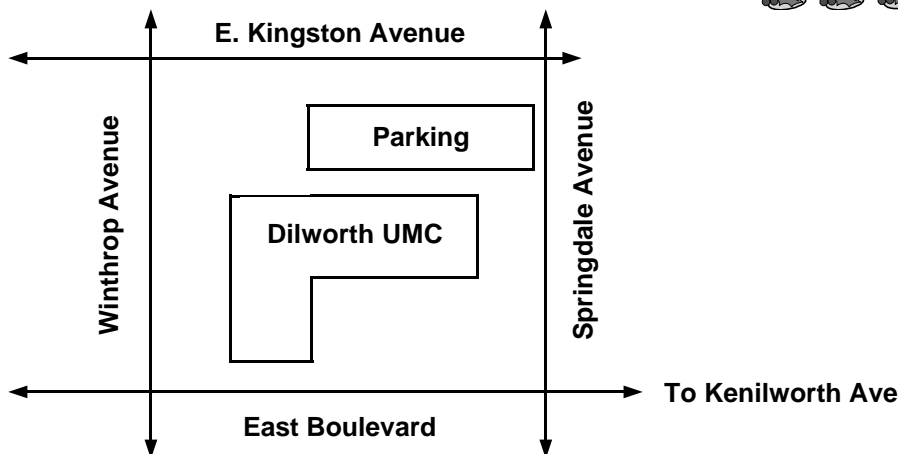 E. Kingston Avenue
Winthrop Avenue
Parking
Springdale Avenue
Dilworth UMC
To Kenilworth Ave
East Boulevard